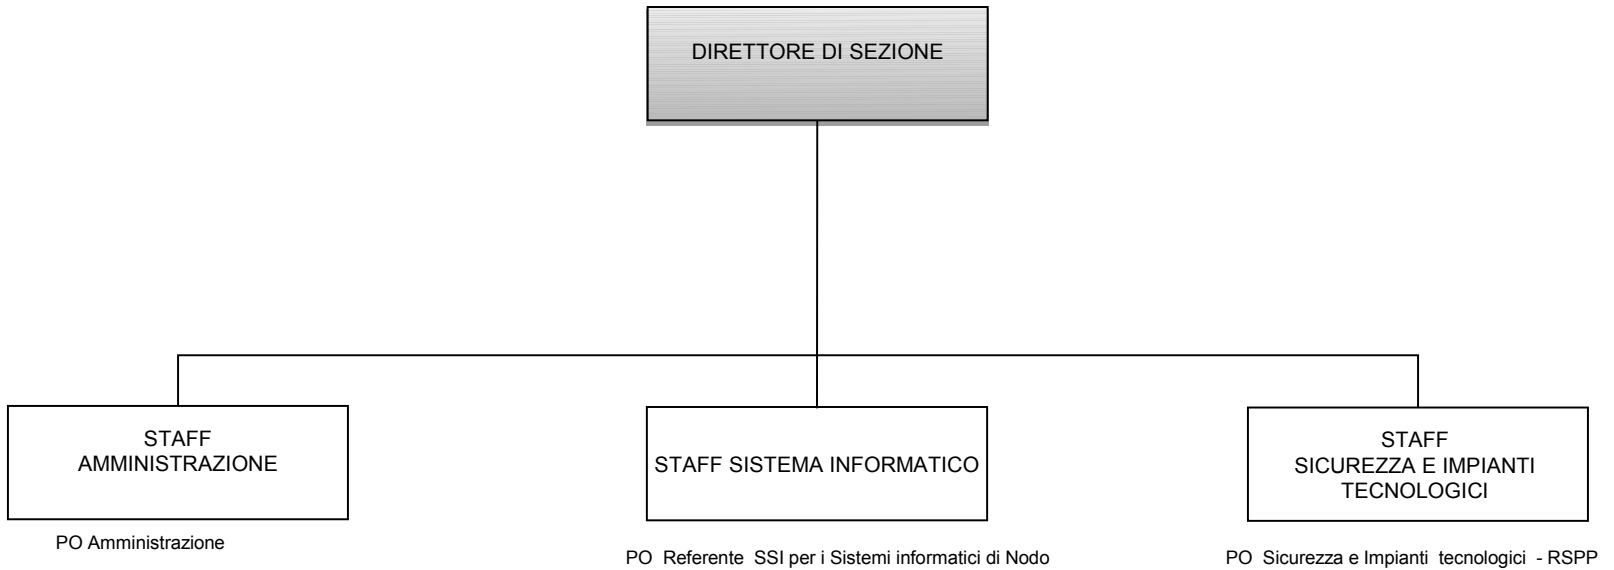 DIRETTORE DI SEZIONE
STAFF
AMMINISTRAZIONE
STAFF SISTEMA INFORMATICO
STAFF
SICUREZZA E IMPIANTI
TECNOLOGICI
PO Amministrazione
PO Referente SSI per i Sistemi informatici di Nodo
PO Sicurezza e Impianti tecnologici - RSPP